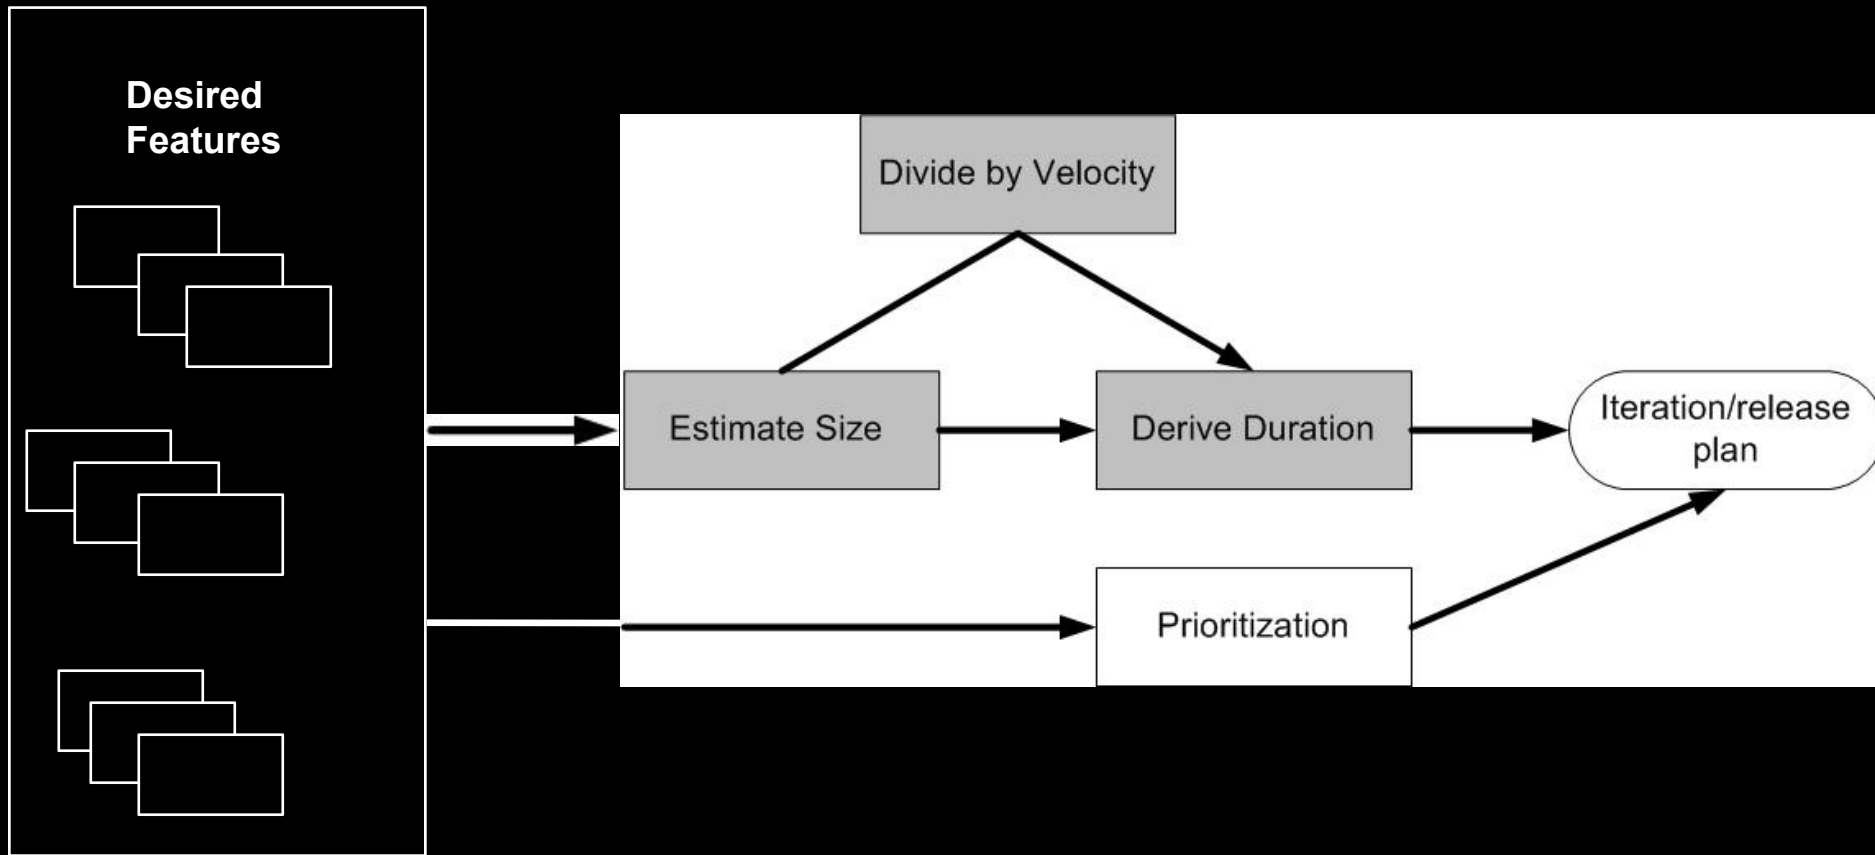 Desired
Features
Divide by Velocity
Estimate Size
Derive Duration
Iteration/release
plan
Prioritization